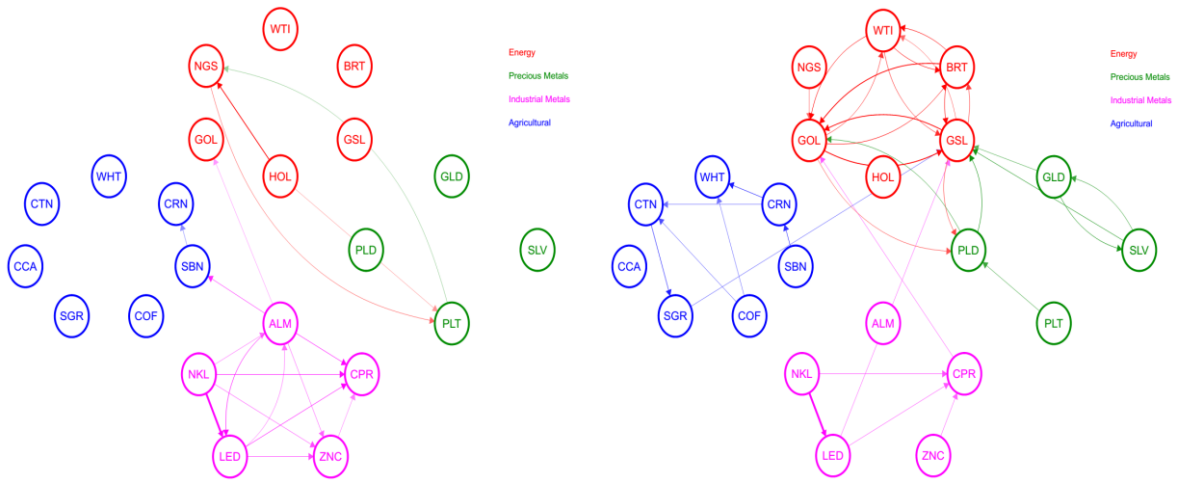 WTI
NGS
BRT
GOL
GSL
HOL
WHT
CTN
CRN
GLD
PLD
SLV
CCA
SBN
SGR
COF
ALM
PLT
NKL
CPR
LED
ZNC
Energy
Precious Metals
Industrial Metals
Agricultural
WTI
NGS
BRT
GOL
GSL
HOL
WHT
CTN
CRN
GLD
PLD
SLV
CCA
SBN
SGR
COF
ALM
PLT
NKL
CPR
LED
ZNC
Energy
Precious Metals
Industrial Metals
Agricultural